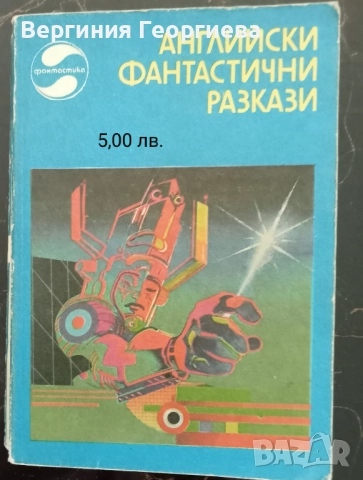 Вергиния Георгиева
АНГЛИЙСКИ
ФАНТАСТИЧНИ
РАЗКАЗИ
фантастика
5,00 лв.
BAZAR